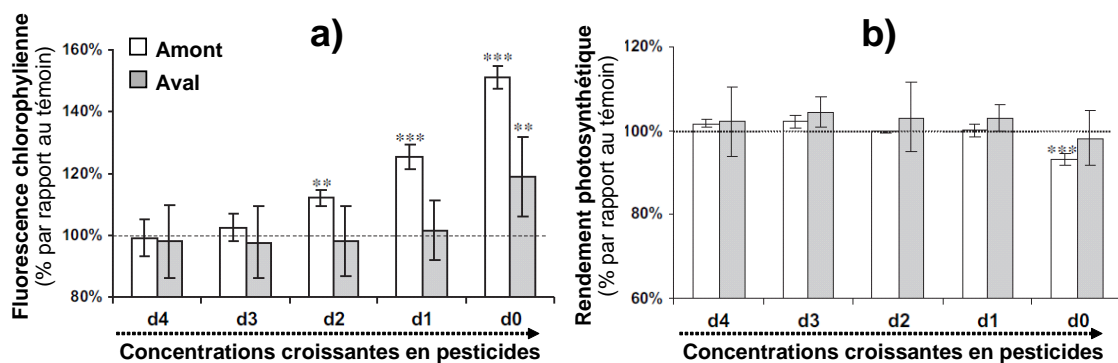 a)
Fluorescence chlorophylienne
(% par rapport au témoin)
160%
140%
120%
100%
80%
Amont
Aval
**
***
***
**
d4 d3 d2 d1 d0
Concentrations croissantes en pesticides
b)
Rendement photosynthétique
(% par rapport au témoin)
120%
100%
80%
60%
***
d4 d3 d2 d1 d0
Concentrations croissantes en pesticides